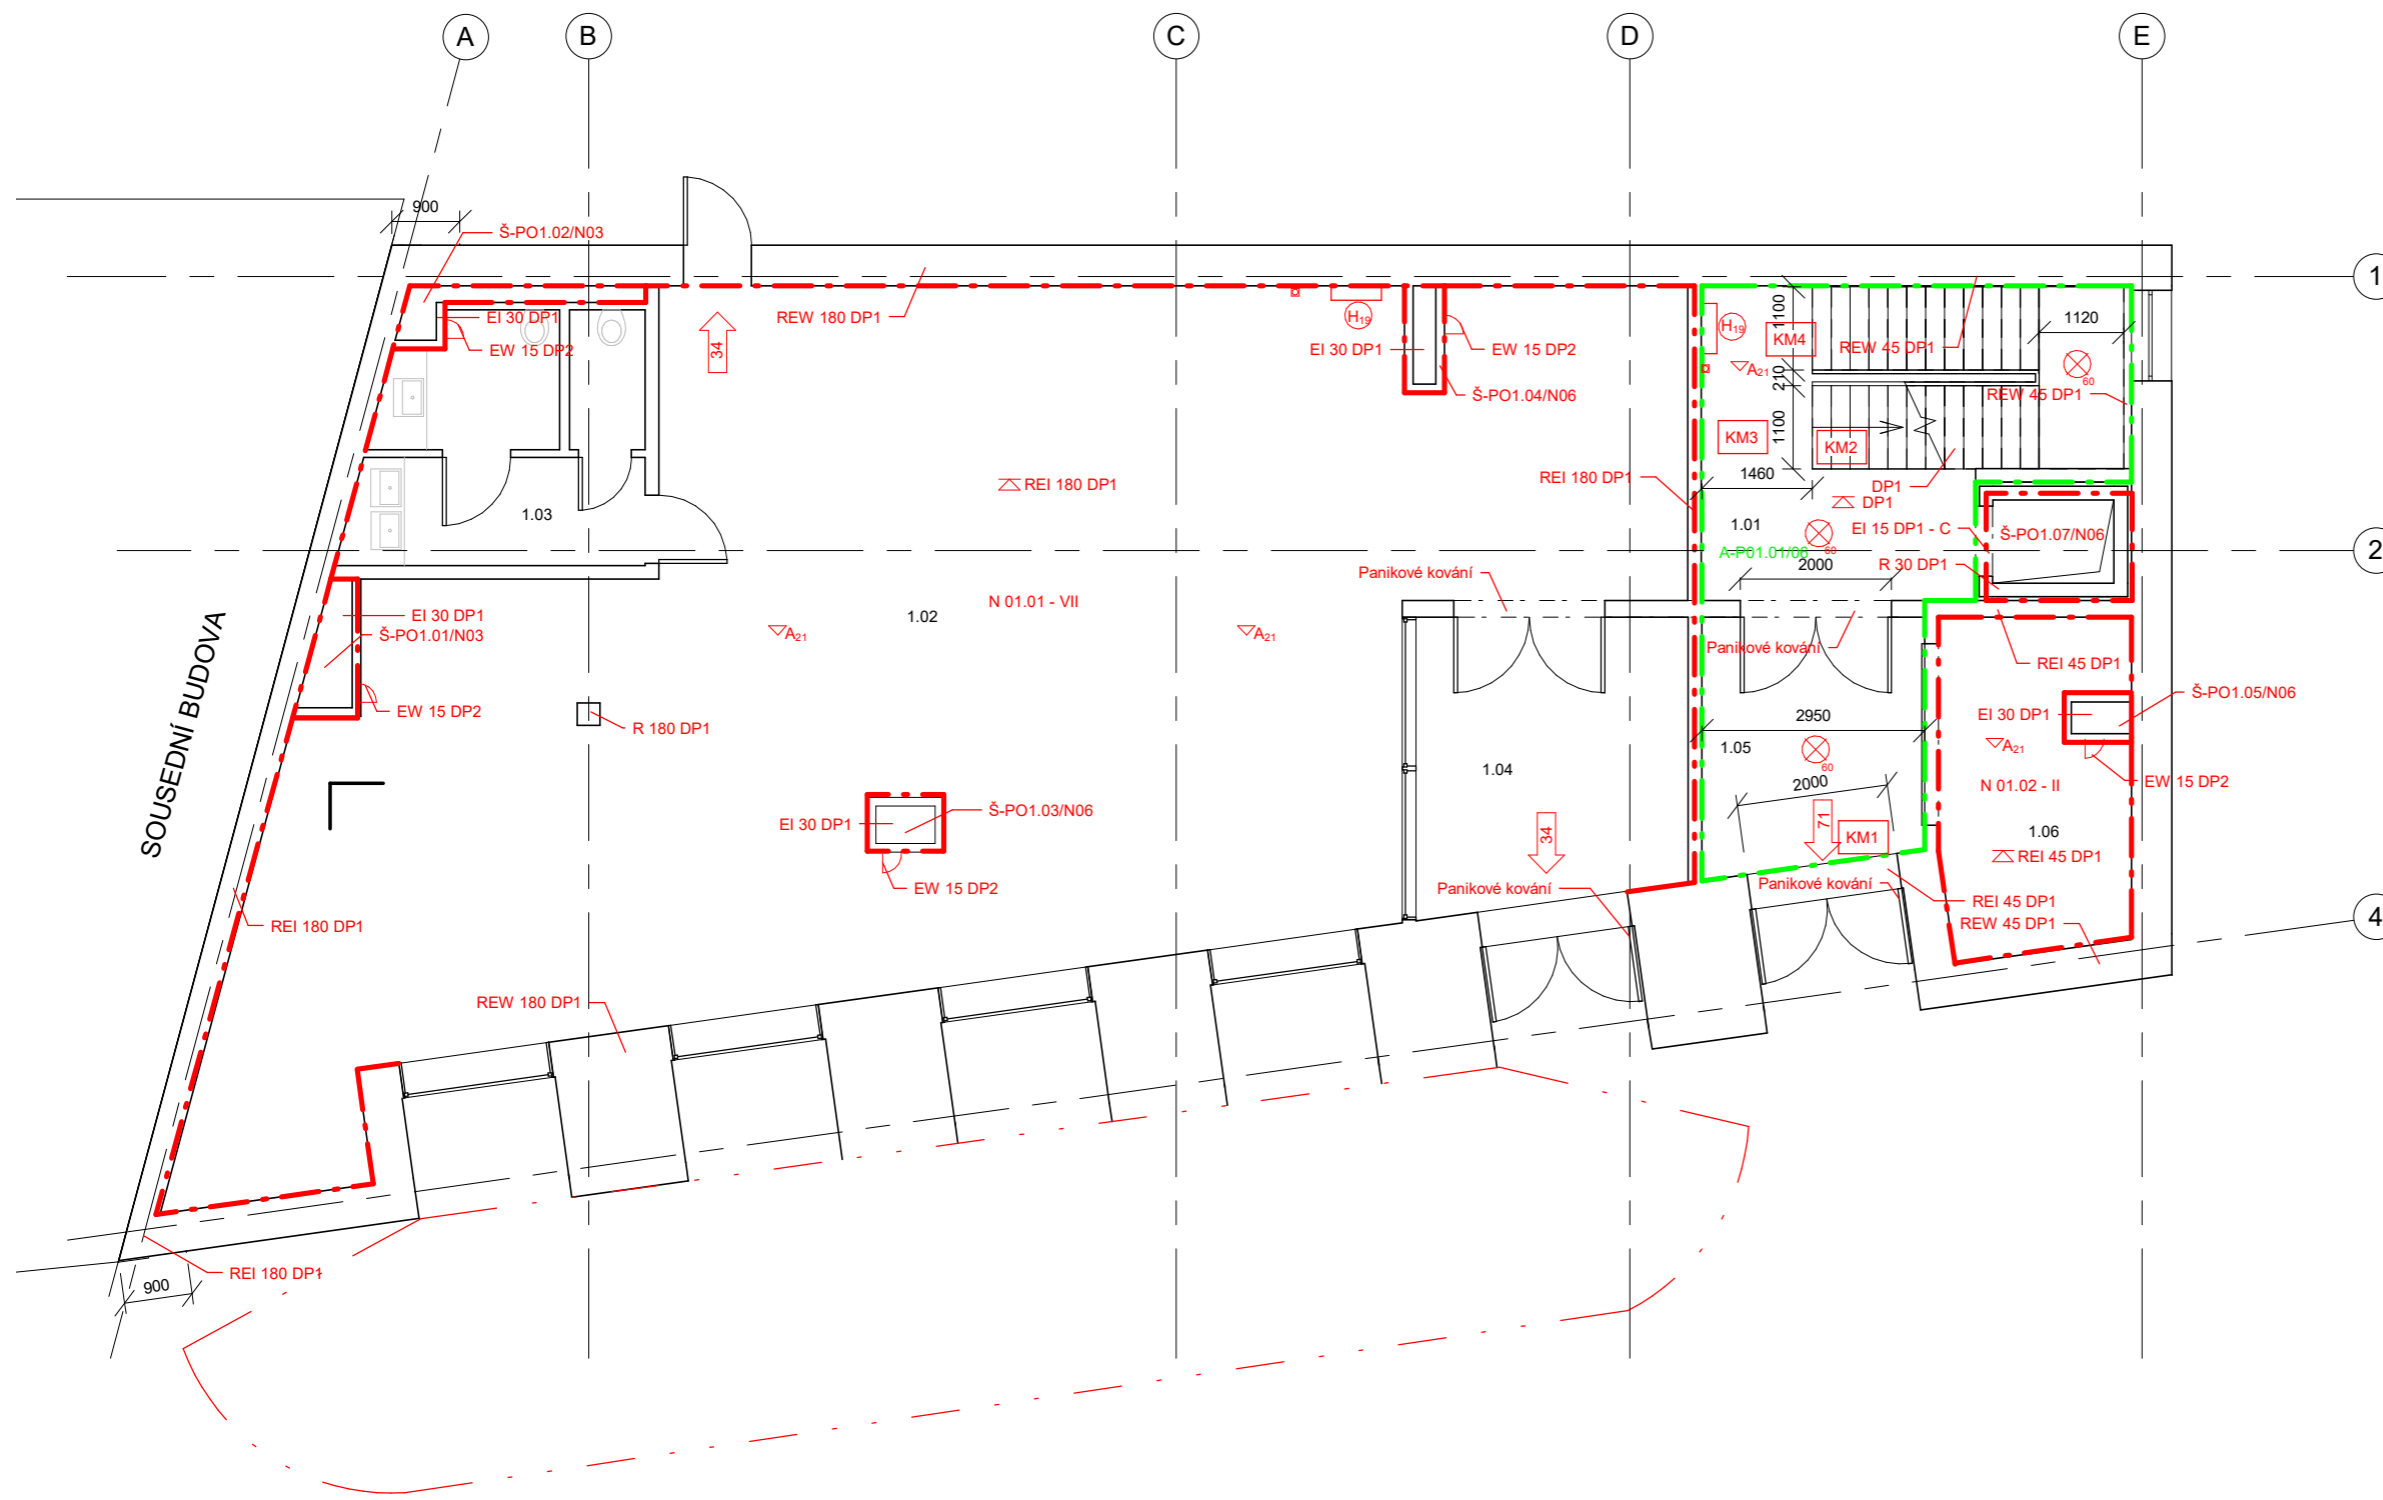 A
B
C
D
E
900
Š-PO1.02/N03
1
EI 30 DP1
EW 15 DP2
34
REW 180 DP1
H19
EI 30 DP1
EW 15 DP2
Š-PO1.04/N06
H19
1100
KM4
A21
210
REW 45 DP1
1120
60
REW 45 DP1
KM3
1100
KM2
1460
DP1
DP1
REI 180 DP1
REI 180 DP1
1.03
1.01
60
A-P01.01/06
EI 15 DP1 - C
Š-PO1.07/N06
2
R 30 DP1
2000
Panikové kování
N 01.01 - VII
1.02
EI 30 DP1
Š-PO1.01/N03
A21
A21
Panikové kování
REI 45 DP1
SOUSEDNÍ BUDOVA
EW 15 DP2
R 180 DP1
2950
Š-PO1.05/N06
EI 30 DP1
1.05
60
A21
1.04
N 01.02 - II
EW 15 DP2
2000
EI 30 DP1
Š-PO1.03/N06
34
71
KM1
1.06
REI 45 DP1
EW 15 DP2
Panikové kování
Panikové kování
REI 45 DP1
REW 45 DP1
4
REI 180 DP1
REW 180 DP1
REI 180 DP1
900